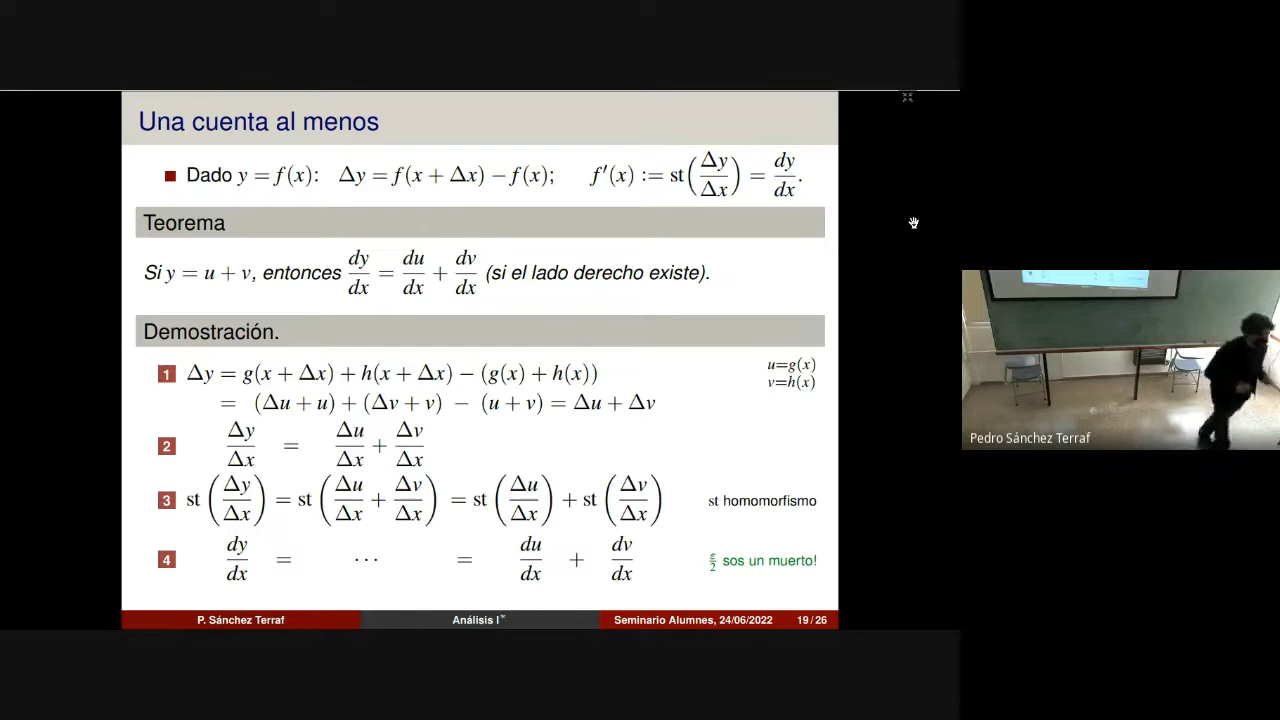 Una cuenta al menos
Dado y = f(x): Δy = f(x + Δx) − f(x); f′(x) := st(Δy/Δx) = dy/dx.
Teorema
Si y = u + v, entonces dy/dx = du/dx + dv/dx (si el lado derecho existe).
Demostración.
1 Δy = g(x + Δx) + h(x + Δx) − (g(x) + h(x)) u=g(x)
v=h(x)
= (Δu + u) + (Δv + v) − (u + v) = Δu + Δv
2 Δy/Δx = Δu/Δx + Δv/Δx
3 st(Δy/Δx) = st(Δu/Δx + Δv/Δx) = st(Δu/Δx) + st(Δv/Δx) st homomorfismo
4 dy/dx = ··· = du/dx + dv/dx ε/2 sos un muerto!
P. Sánchez Terraf Análisis I* Seminario Alumnes, 24/06/2022 19 / 26
Pedro Sánchez Terraf